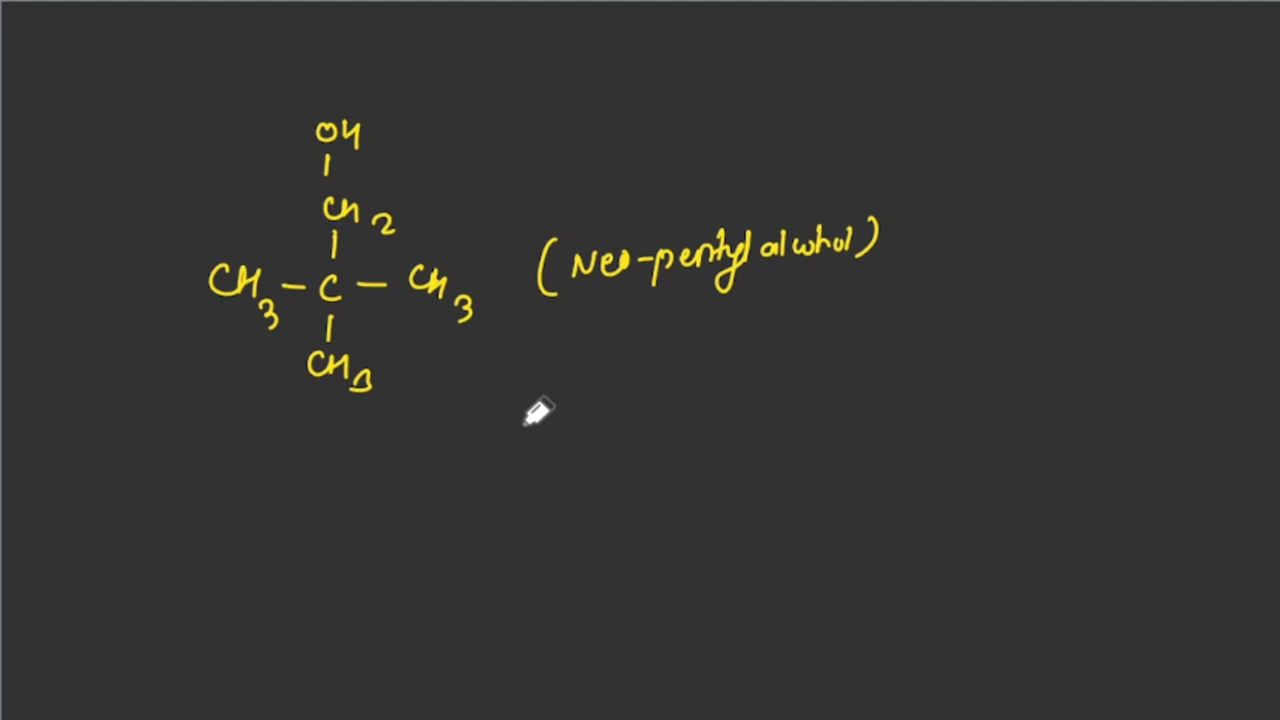 OH
|
CH2
|
CH3 – C – CH3
|
CH3
(Neo-pentyl alcohol)